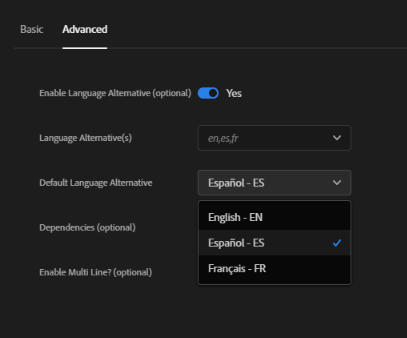 Basic Advanced
Enable Language Alternative (optional) Yes
Language Alternative(s) en,es,fr
Default Language Alternative Español - ES
English - EN
Dependencies (optional)
Español - ES
Français - FR
Enable Multi Line? (optional)